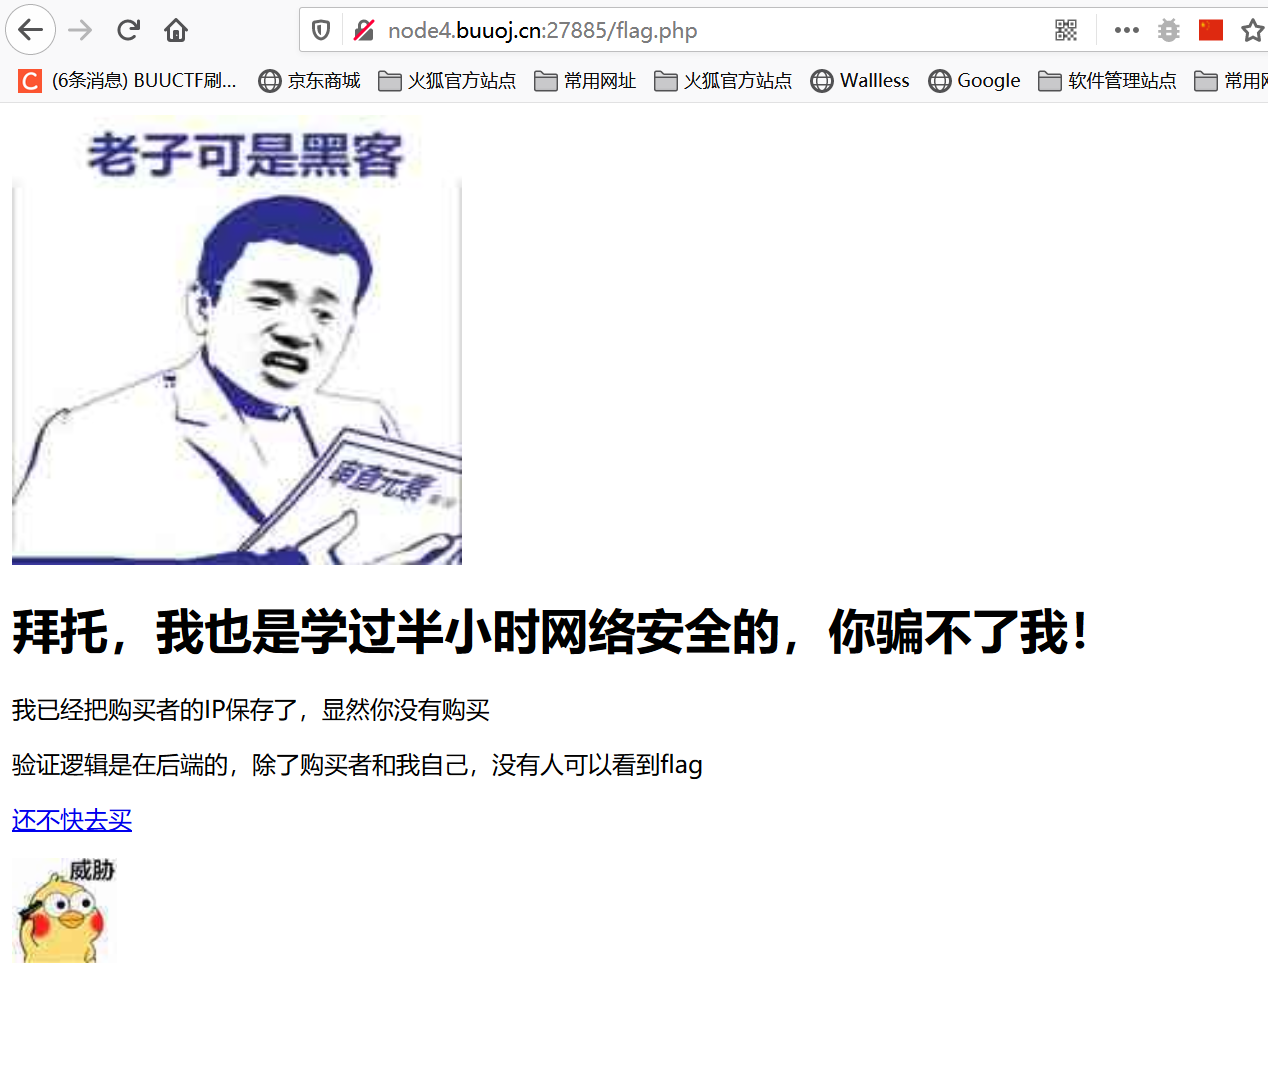 node4.buuoj.cn:27885/flag.php
(6条消息) BUUCTF刷... 京东商城 火狐官方站点 常用网址 火狐官方站点 Wallless Google 软件管理站点 常用
老子可是黑客
审查元素
拜托，我也是学过半小时网络安全的，你骗不了我！
我已经把购买者的IP保存了，显然你没有购买
验证逻辑是在后端的，除了购买者和我自己，没有人可以看到flag
还不快去买
威胁